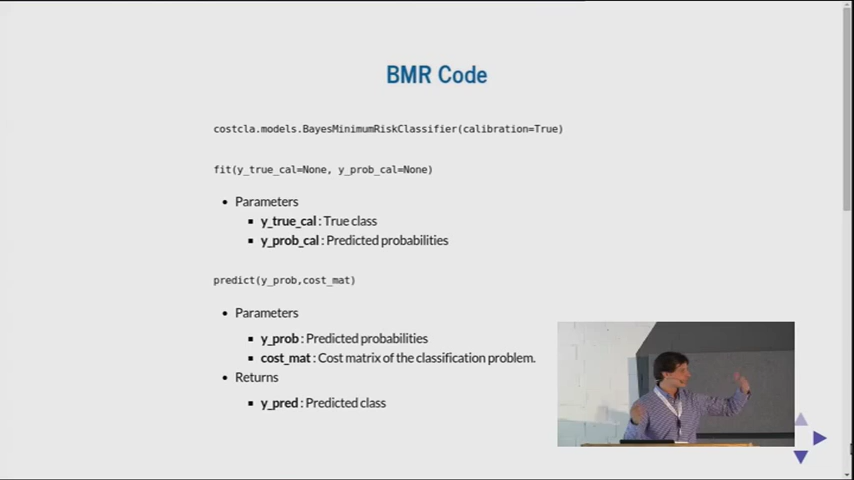 BMR Code
costcla.models.BayesMinimumRiskClassifier(calibration=True)
fit(y_true_cal=None, y_prob_cal=None)
• Parameters
▪ y_true_cal : True class
▪ y_prob_cal : Predicted probabilities
predict(y_prob,cost_mat)
• Parameters
▪ y_prob : Predicted probabilities
▪ cost_mat : Cost matrix of the classification problem.
• Returns
▪ y_pred : Predicted class